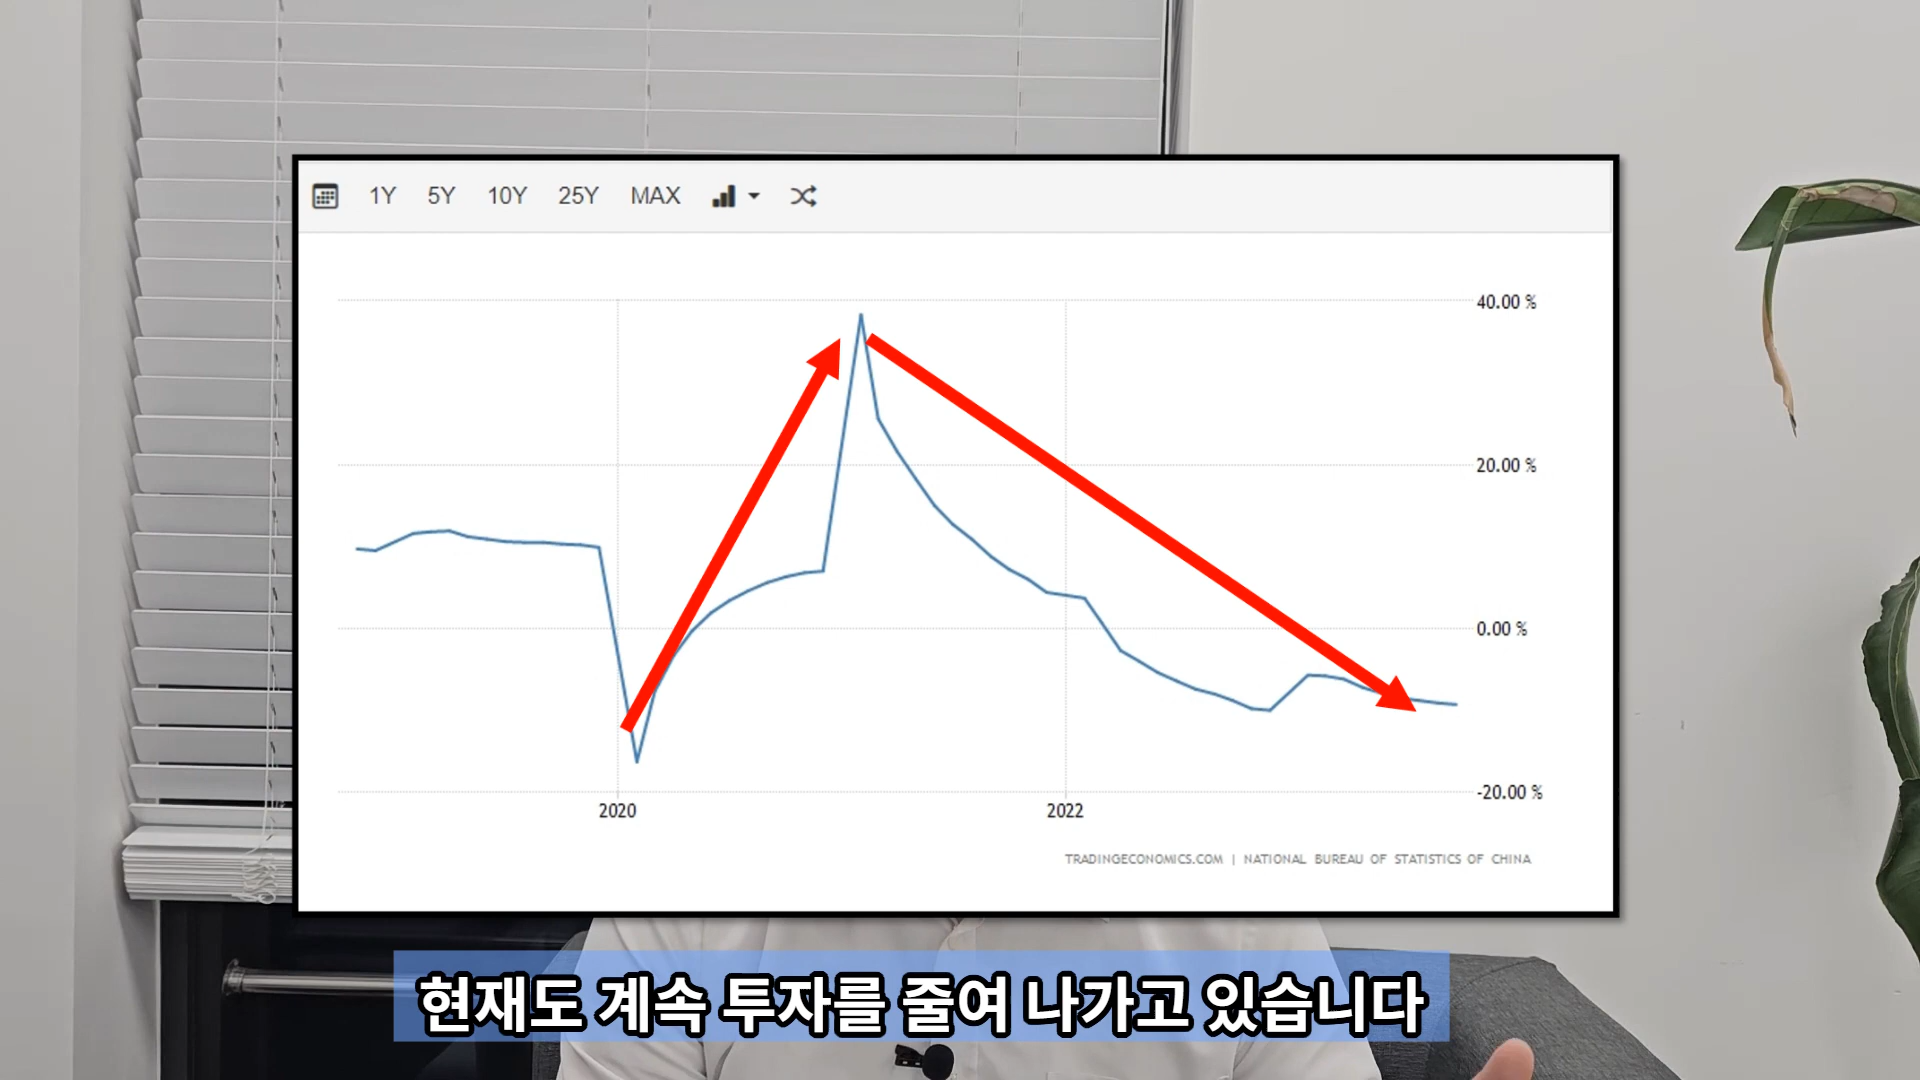 1Y 5Y 10Y 25Y MAX
40.00 %
20.00 %
0.00 %
-20.00 %
2020 2022
TRADINGECONOMICS.COM | NATIONAL BUREAU OF STATISTICS OF CHINA
현재도 계속 투자를 줄여 나가고 있습니다